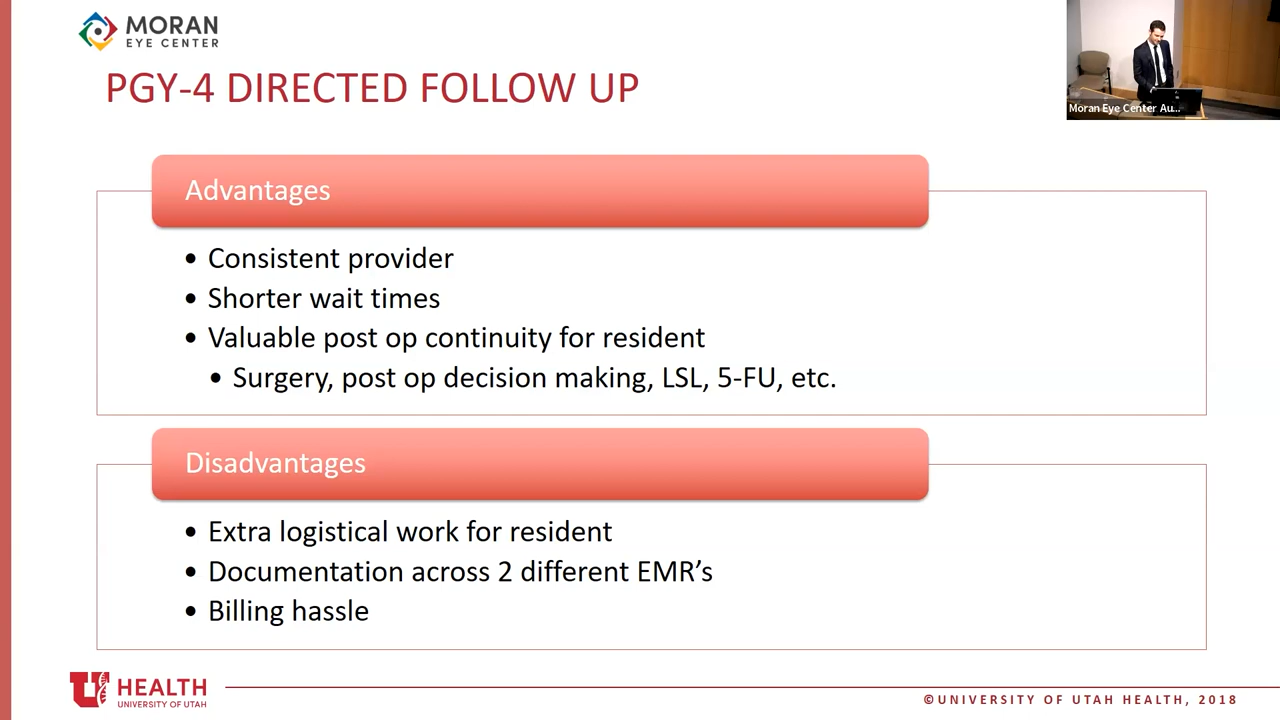 MORAN
EYE CENTER
PGY-4 DIRECTED FOLLOW UP
Moran Eye Center Au...
Advantages
• Consistent provider
• Shorter wait times
• Valuable post op continuity for resident
• Surgery, post op decision making, LSL, 5-FU, etc.
Disadvantages
• Extra logistical work for resident
• Documentation across 2 different EMR’s
• Billing hassle
U HEALTH
UNIVERSITY OF UTAH
©UNIVERSITY OF UTAH HEALTH, 2018